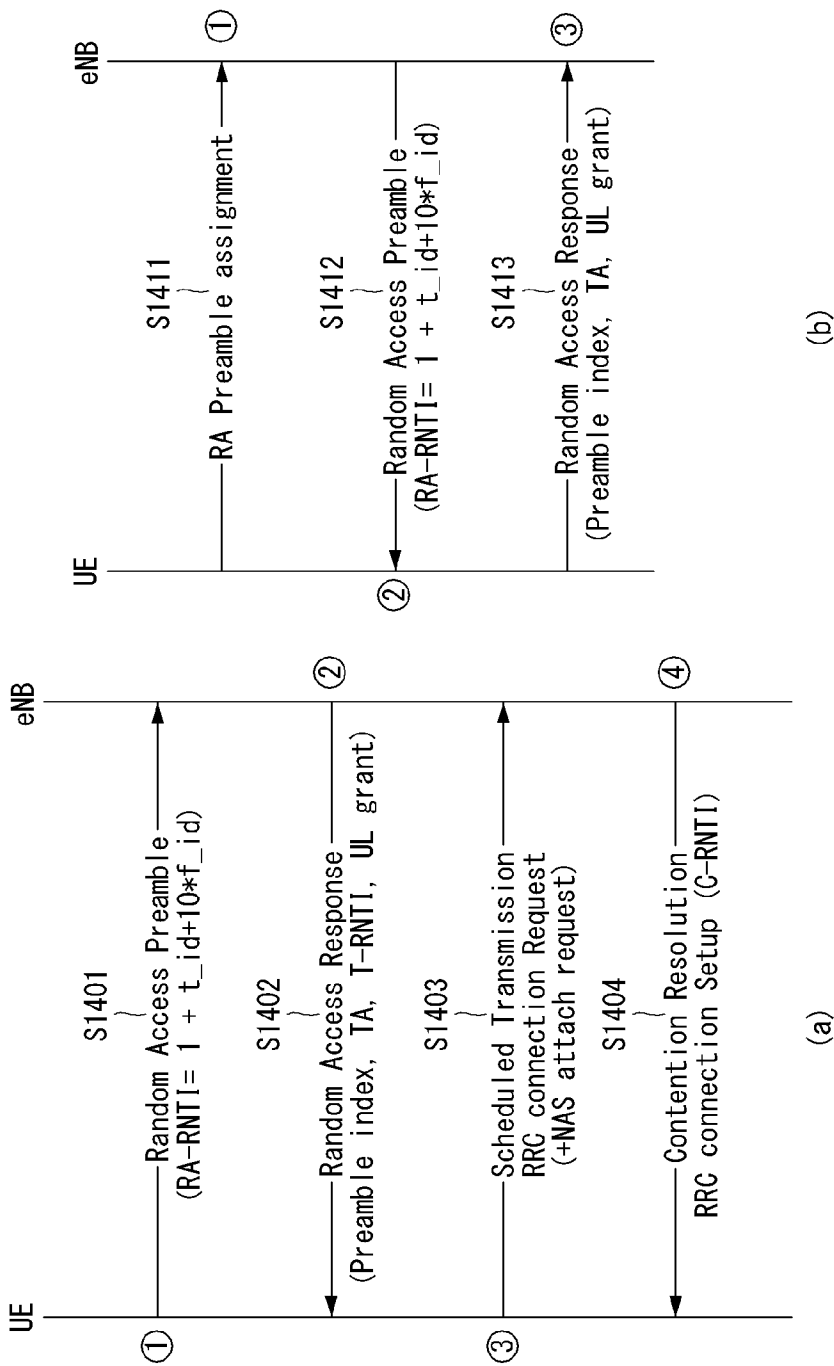 UE
eNB
①
S1401
Random Access Preamble
(RA-RNTI= 1 + t_id+10*f_id)
②
S1402
Random Access Response
(Preamble index, TA, T-RNTI, UL grant)
③
S1403
Scheduled Transmission
RRC connection Request
(+NAS attach request)
④
S1404
Contention Resolution
RRC connection Setup (C-RNTI)
(a)
UE
eNB
①
S1411
RA Preamble assignment
②
S1412
Random Access Preamble
(RA-RNTI= 1 + t_id+10*f_id)
③
S1413
Random Access Response
(Preamble index, TA, UL grant)
(b)